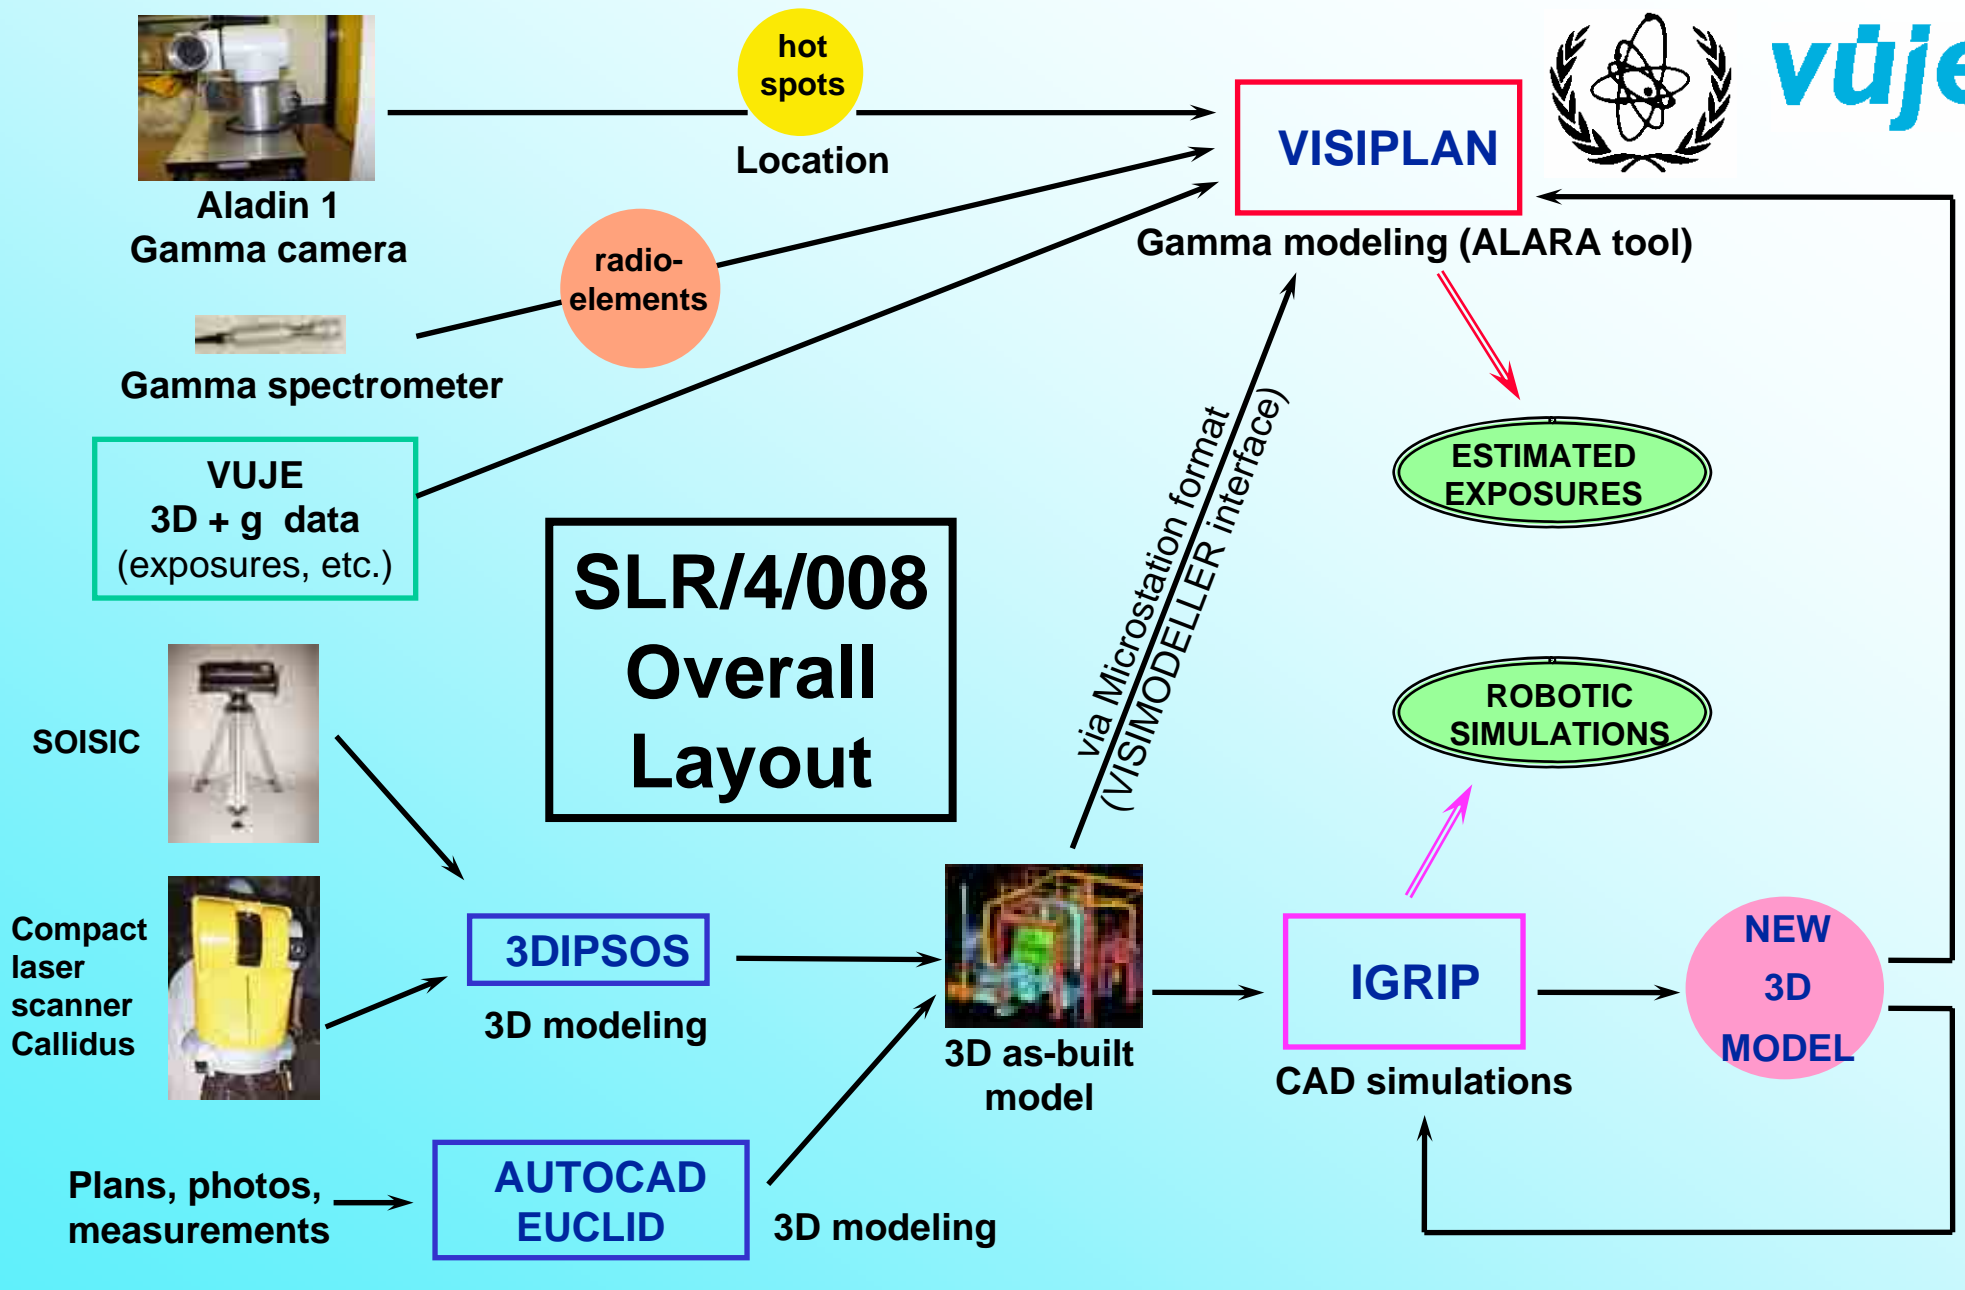 hot
spots
Location
vúje
VISIPLAN
Gamma modeling (ALARA tool)
Aladin 1
Gamma camera
radio-
elements
Gamma spectrometer
VUJE
3D + g data
(exposures, etc.)
SLR/4/008
Overall
Layout
via Microstation format
(VISIMODELLER interface)
ESTIMATED
EXPOSURES
ROBOTIC
SIMULATIONS
SOISIC
Compact
laser
scanner
Callidus
3DIPSOS
3D modeling
3D as-built
model
IGRIP
CAD simulations
NEW
3D
MODEL
Plans, photos,
measurements
AUTOCAD
EUCLID
3D modeling